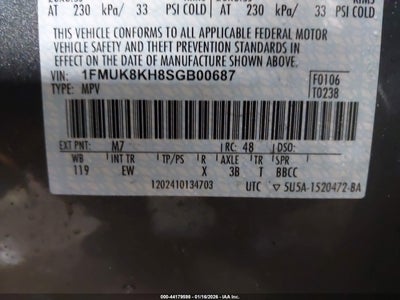 AT 230 kPa/ 33 PSI COLD AT 230 kPa/ 33 PSI COLD
THIS VEHICLE CONFORMS TO ALL APPLICABLE FEDERAL MOTOR
VEHICLE SAFETY AND THEFT PREVENTION STANDARDS IN
EFFECT ON THE DATE OF MANUFACTURE SHOWN ABOVE.
VIN: 1FMUK8KH8SGB00687
TYPE: MPV
F0106
T0238
EXT PNT: M7 RC: 48 DSO:
WB INT TR TP/PS R AXLE TR SPR
119 EW X 3B T BBCC
1202410134703 UTC 5U5A-1520472-BA
000-44179599 - 01/16/2026 - IAA Inc.